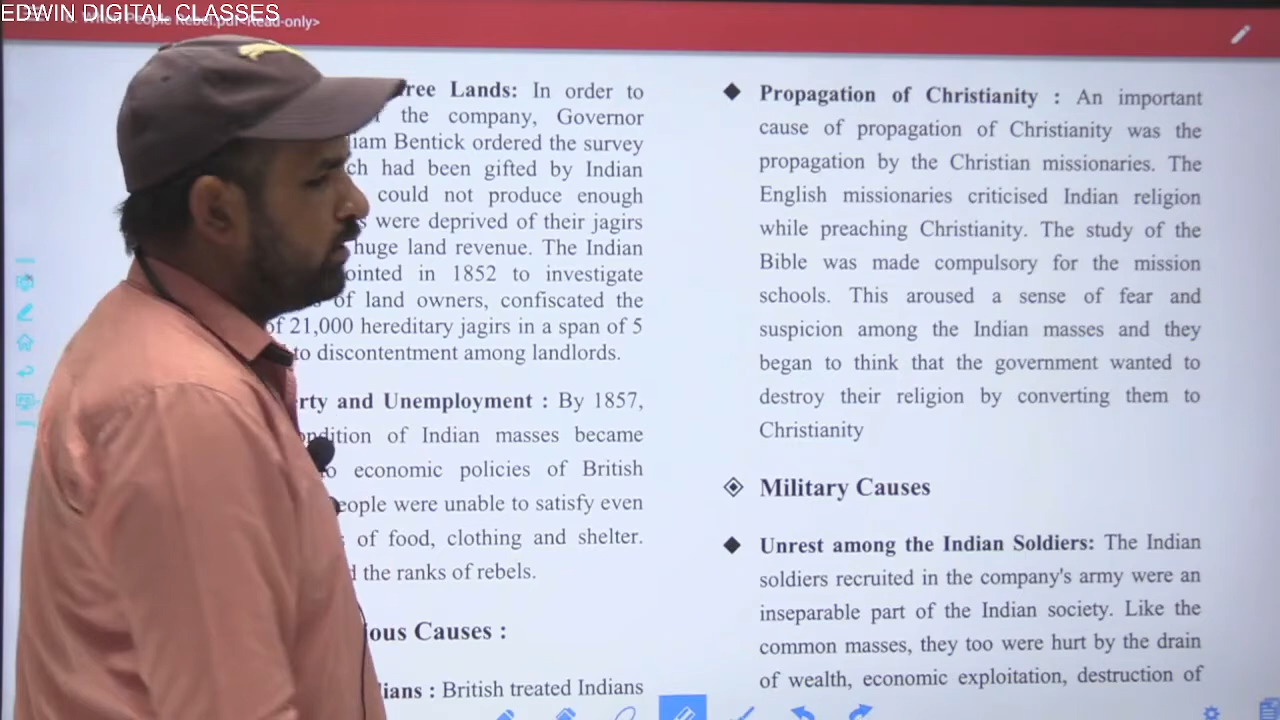 EDWIN DIGITAL CLASSES
When People Rebel.pdf<Read-only>
ree Lands: In order to
the company, Governor
iam Bentick ordered the survey
ch had been gifted by Indian
could not produce enough
were deprived of their jagirs
huge land revenue. The Indian
ointed in 1852 to investigate
of land owners, confiscated the
of 21,000 hereditary jagirs in a span of 5
to discontentment among landlords.
rty and Unemployment : By 1857,
ondition of Indian masses became
o economic policies of British
eople were unable to satisfy even
of food, clothing and shelter.
the ranks of rebels.
ious Causes :
ians : British treated Indians
Propagation of Christianity : An important
cause of propagation of Christianity was the
propagation by the Christian missionaries. The
English missionaries criticised Indian religion
while preaching Christianity. The study of the
Bible was made compulsory for the mission
schools. This aroused a sense of fear and
suspicion among the Indian masses and they
began to think that the government wanted to
destroy their religion by converting them to
Christianity
Military Causes
Unrest among the Indian Soldiers: The Indian
soldiers recruited in the company's army were an
inseparable part of the Indian society. Like the
common masses, they too were hurt by the drain
of wealth, economic exploitation, destruction of